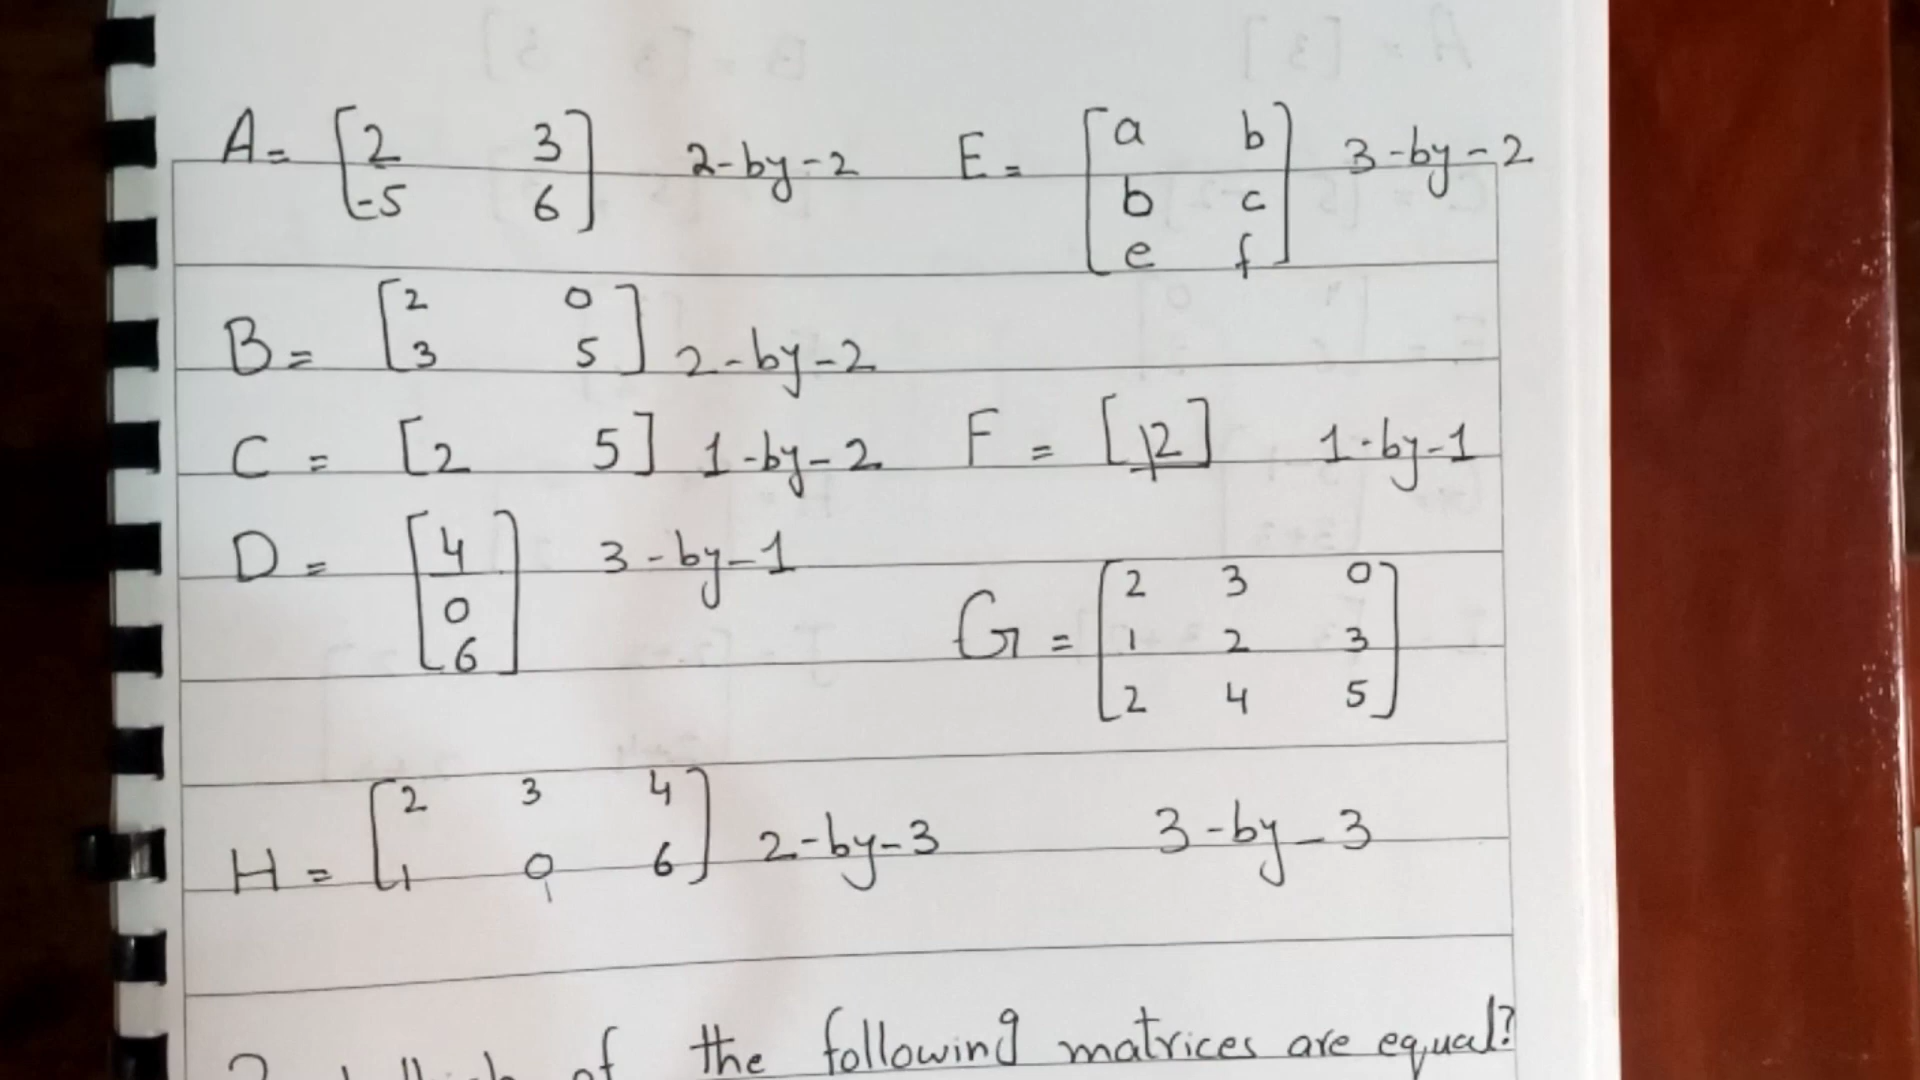 A = [2 3 2-by-2 E = [a b 3-by-2
-5 6] b c
e f]
B = [2 0
3 5] 2-by-2
C = [2 5] 1-by-2 F = [12] 1-by-1
D = [4 3-by-1
0
6]
G = [2 3 0
1 2 3
2 4 5]
H = [2 3 4
1 0 6] 2-by-3 3-by-3
of the following matrices are equal?